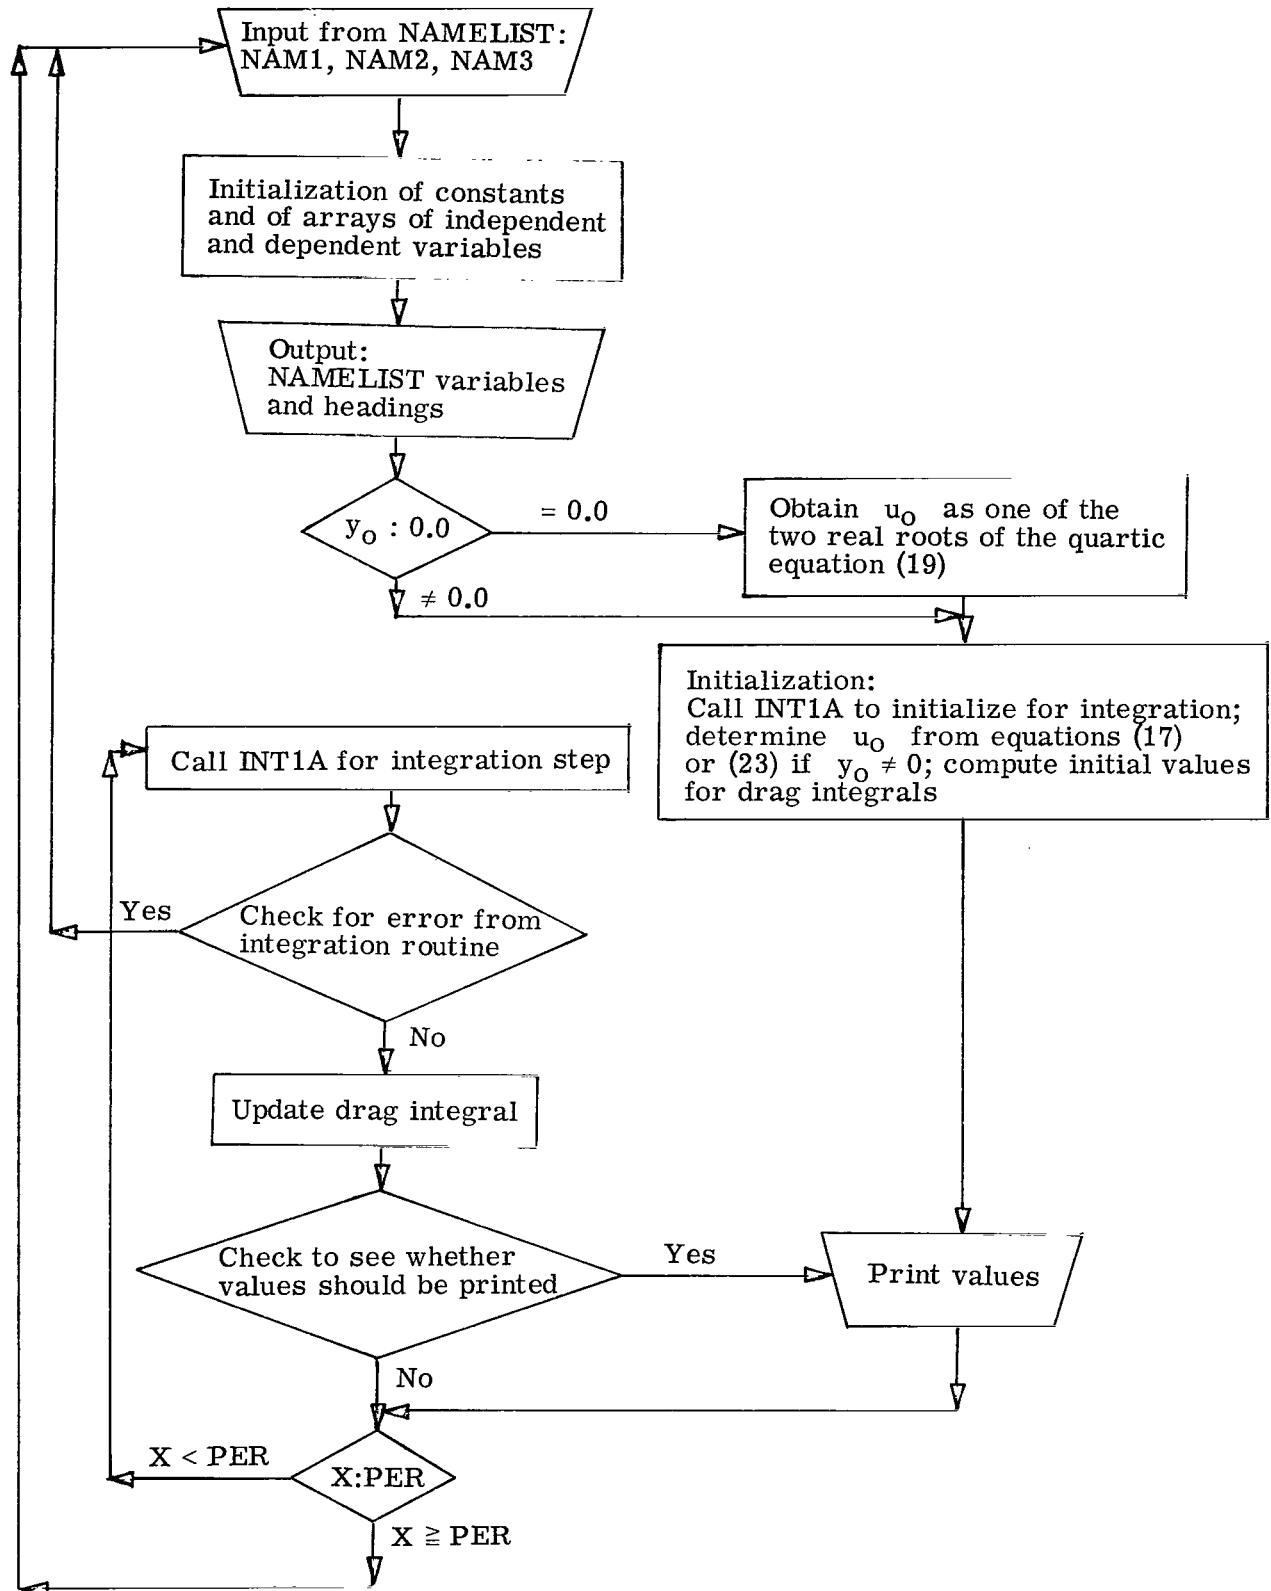 Input from NAMELIST:
NAM1, NAM2, NAM3
Initialization of constants
and of arrays of independent
and dependent variables
Output:
NAMELIST variables
and headings
y₀ : 0.0
= 0.0
≠ 0.0
Obtain u₀ as one of the
two real roots of the quartic
equation (19)
Initialization:
Call INT1A to initialize for integration;
determine u₀ from equations (17)
or (23) if y₀ ≠ 0; compute initial values
for drag integrals
Call INT1A for integration step
Yes
Check for error from
integration routine
No
Update drag integral
Check to see whether
values should be printed
Yes
Print values
No
X < PER
X:PER
X ≧ PER